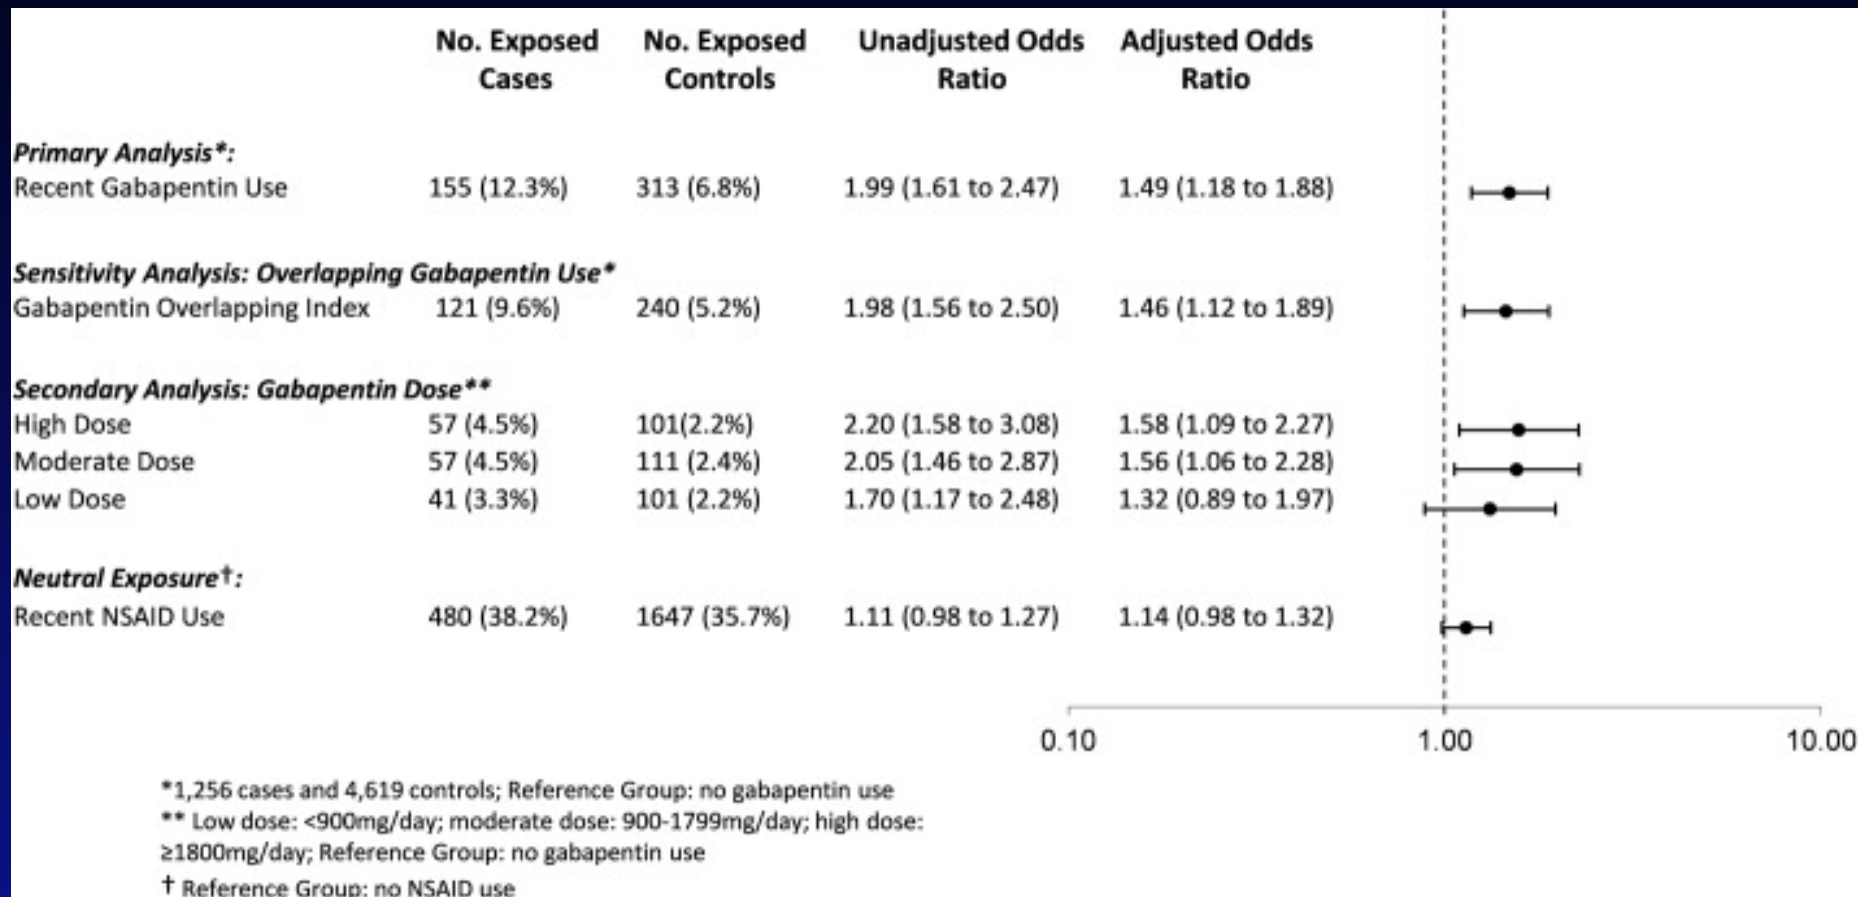 No. Exposed Cases No. Exposed Controls Unadjusted Odds Ratio Adjusted Odds Ratio
Primary Analysis*:
Recent Gabapentin Use 155 (12.3%) 313 (6.8%) 1.99 (1.61 to 2.47) 1.49 (1.18 to 1.88)
Sensitivity Analysis: Overlapping Gabapentin Use*
Gabapentin Overlapping Index 121 (9.6%) 240 (5.2%) 1.98 (1.56 to 2.50) 1.46 (1.12 to 1.89)
Secondary Analysis: Gabapentin Dose**
High Dose 57 (4.5%) 101(2.2%) 2.20 (1.58 to 3.08) 1.58 (1.09 to 2.27)
Moderate Dose 57 (4.5%) 111 (2.4%) 2.05 (1.46 to 2.87) 1.56 (1.06 to 2.28)
Low Dose 41 (3.3%) 101 (2.2%) 1.70 (1.17 to 2.48) 1.32 (0.89 to 1.97)
Neutral Exposure†:
Recent NSAID Use 480 (38.2%) 1647 (35.7%) 1.11 (0.98 to 1.27) 1.14 (0.98 to 1.32)
0.10 1.00 10.00
*1,256 cases and 4,619 controls; Reference Group: no gabapentin use
** Low dose: <900mg/day; moderate dose: 900-1799mg/day; high dose:
≥1800mg/day; Reference Group: no gabapentin use
† Reference Group: no NSAID use